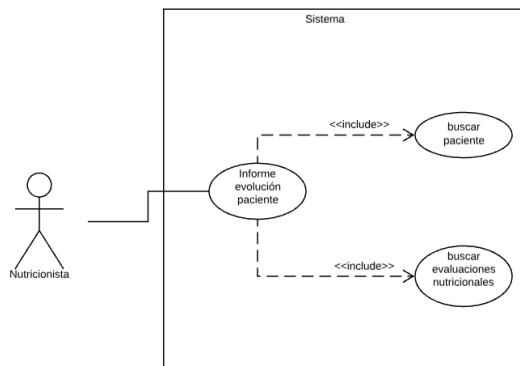 Sistema
<<include>>
buscar
paciente
Informe
evolución
paciente
Nutricionista
<<include>>
buscar
evaluaciones
nutricionales